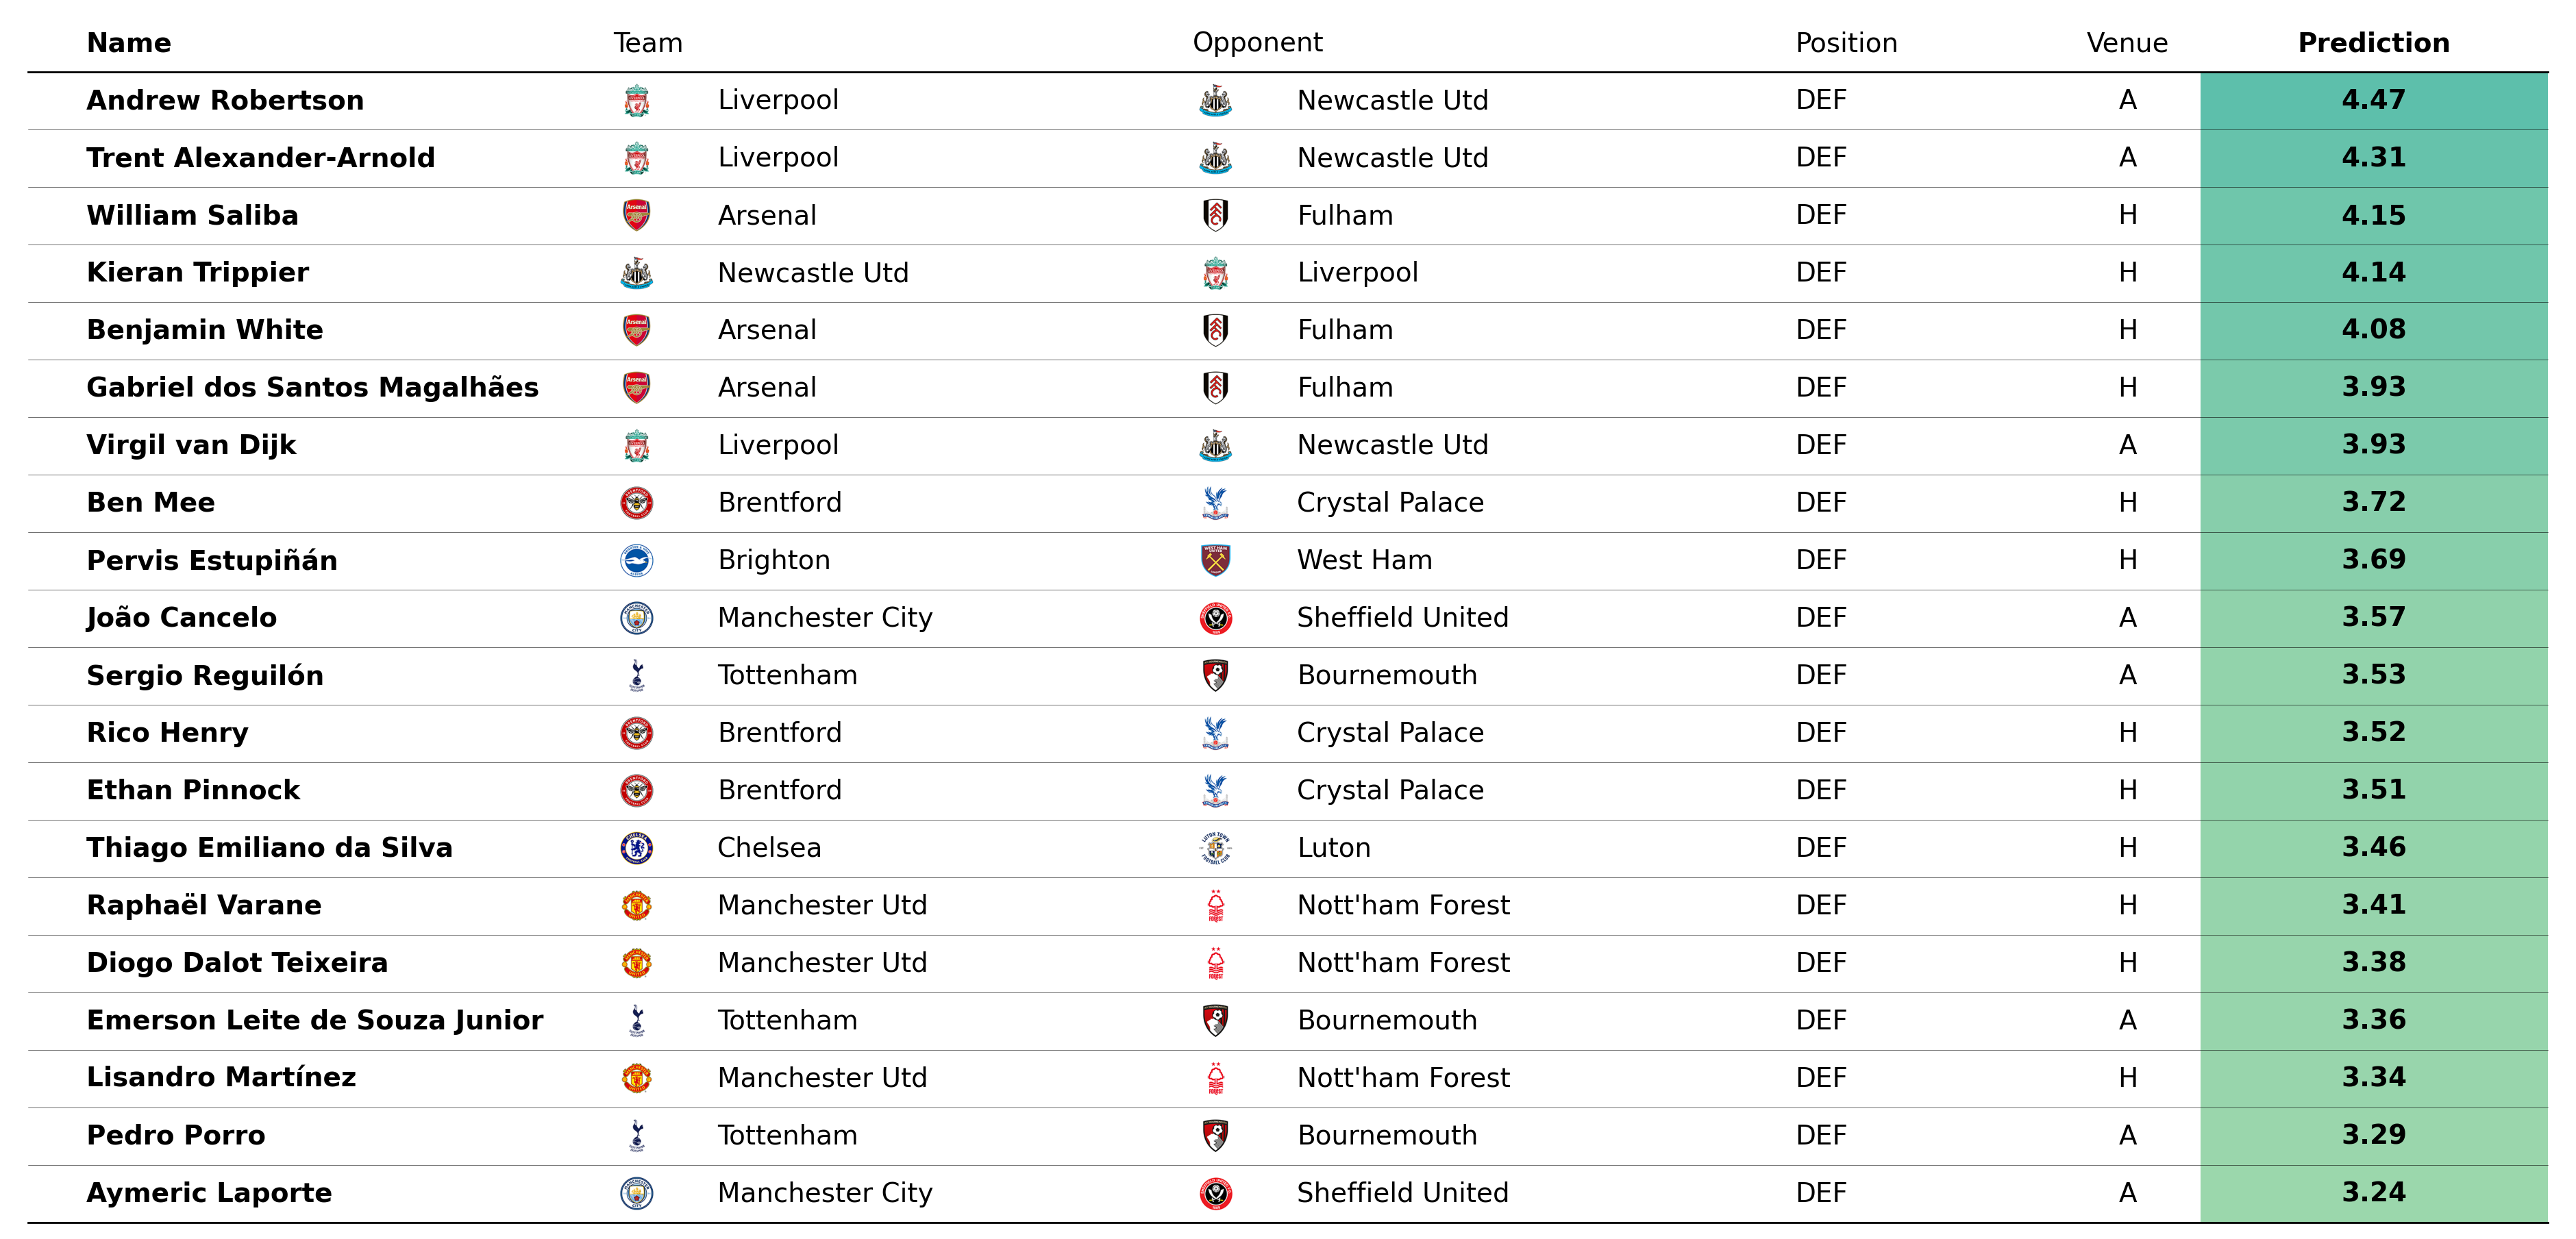 Name Team Opponent Position Venue Prediction
Andrew Robertson Liverpool Newcastle Utd DEF A 4.47
Trent Alexander-Arnold Liverpool Newcastle Utd DEF A 4.31
William Saliba Arsenal Fulham DEF H 4.15
Kieran Trippier Newcastle Utd Liverpool DEF H 4.14
Benjamin White Arsenal Fulham DEF H 4.08
Gabriel dos Santos Magalhães Arsenal Fulham DEF H 3.93
Virgil van Dijk Liverpool Newcastle Utd DEF A 3.93
Ben Mee Brentford Crystal Palace DEF H 3.72
Pervis Estupiñán Brighton West Ham DEF H 3.69
João Cancelo Manchester City Sheffield United DEF A 3.57
Sergio Reguilón Tottenham Bournemouth DEF A 3.53
Rico Henry Brentford Crystal Palace DEF H 3.52
Ethan Pinnock Brentford Crystal Palace DEF H 3.51
Thiago Emiliano da Silva Chelsea Luton DEF H 3.46
Raphaël Varane Manchester Utd Nott'ham Forest DEF H 3.41
Diogo Dalot Teixeira Manchester Utd Nott'ham Forest DEF H 3.38
Emerson Leite de Souza Junior Tottenham Bournemouth DEF A 3.36
Lisandro Martínez Manchester Utd Nott'ham Forest DEF H 3.34
Pedro Porro Tottenham Bournemouth DEF A 3.29
Aymeric Laporte Manchester City Sheffield United DEF A 3.24